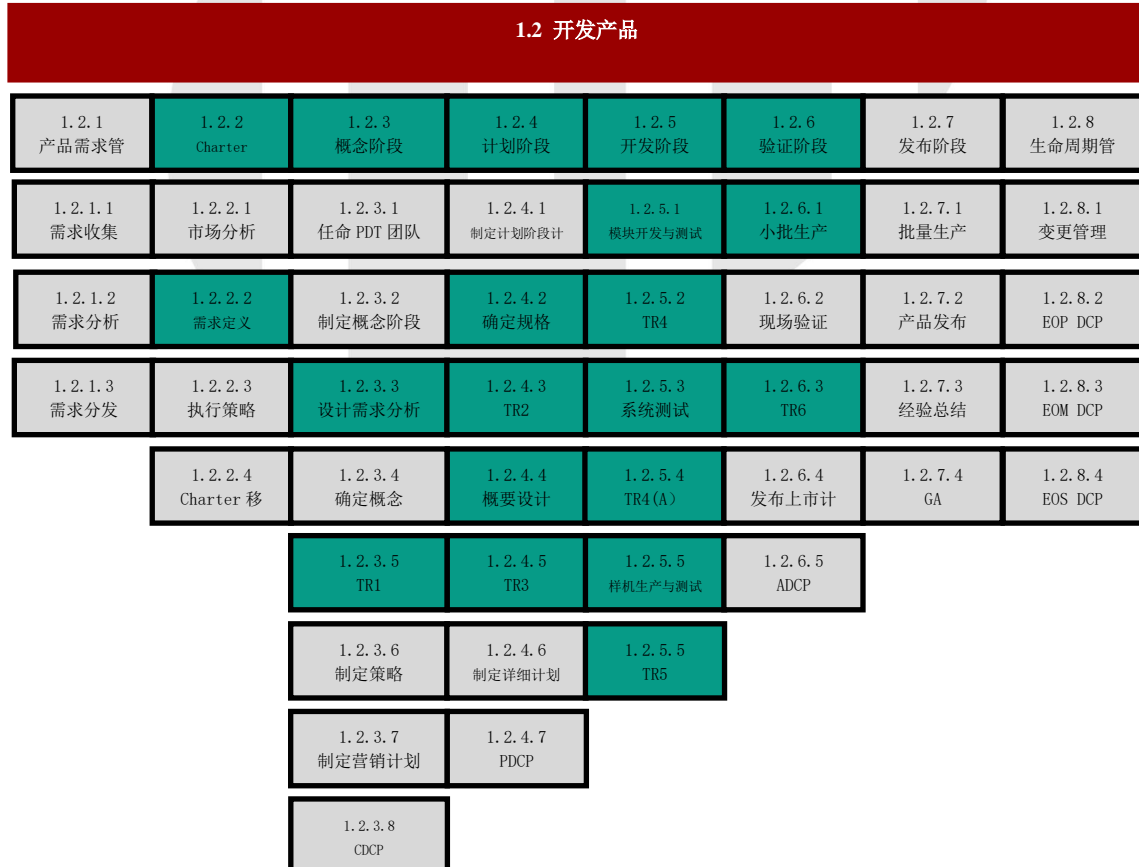 1.2 开发产品
1.2.1 1.2.2 1.2.3 1.2.4 1.2.5 1.2.6 1.2.7 1.2.8
产品需求管 Charter 概念阶段 计划阶段 开发阶段 验证阶段 发布阶段 生命周期管
1.2.1.1 1.2.2.1 1.2.3.1 1.2.4.1 1.2.5.1 1.2.6.1 1.2.7.1 1.2.8.1
需求收集 市场分析 任命 PDT 团队 制定计划阶段计 模块开发与测试 小批生产 批量生产 变更管理
1.2.1.2 1.2.2.2 1.2.3.2 1.2.4.2 1.2.5.2 1.2.6.2 1.2.7.2 1.2.8.2
需求分析 需求定义 制定概念阶段 确定规格 TR4 现场验证 产品发布 EOP DCP
1.2.1.3 1.2.2.3 1.2.3.3 1.2.4.3 1.2.5.3 1.2.6.3 1.2.7.3 1.2.8.3
需求分发 执行策略 设计需求分析 TR2 系统测试 TR6 经验总结 EOM DCP
1.2.2.4 1.2.3.4 1.2.4.4 1.2.5.4 1.2.6.4 1.2.7.4 1.2.8.4
Charter 移 确定概念 概要设计 TR4(A） 发布上市计 GA EOS DCP
1.2.3.5 1.2.4.5 1.2.5.5 1.2.6.5
TR1 TR3 样机生产与测试 ADCP
1.2.3.6 1.2.4.6 1.2.5.5
制定策略 制定详细计划 TR5
1.2.3.7 1.2.4.7
制定营销计划 PDCP
1.2.3.8
CDCP